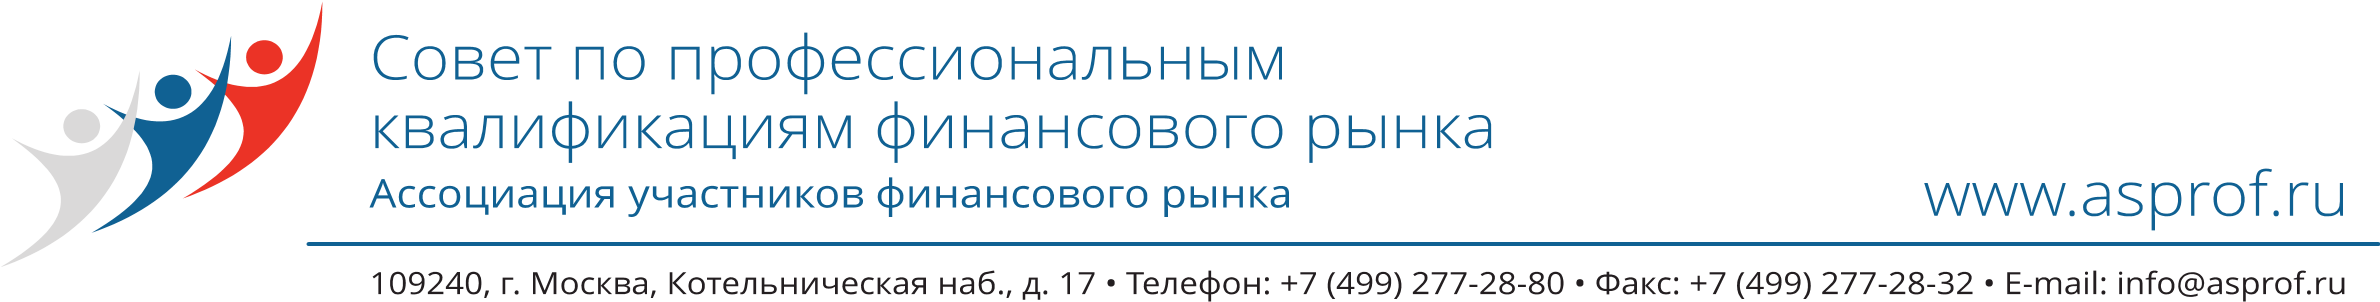 Совет по профессиональным
квалификациям финансового рынка
Ассоциация участников финансового рынка
www.asprof.ru
109240, г. Москва, Котельническая наб., д. 17 • Телефон: +7 (499) 277-28-80 • Факс: +7 (499) 277-28-32 • E-mail: info@asprof.ru